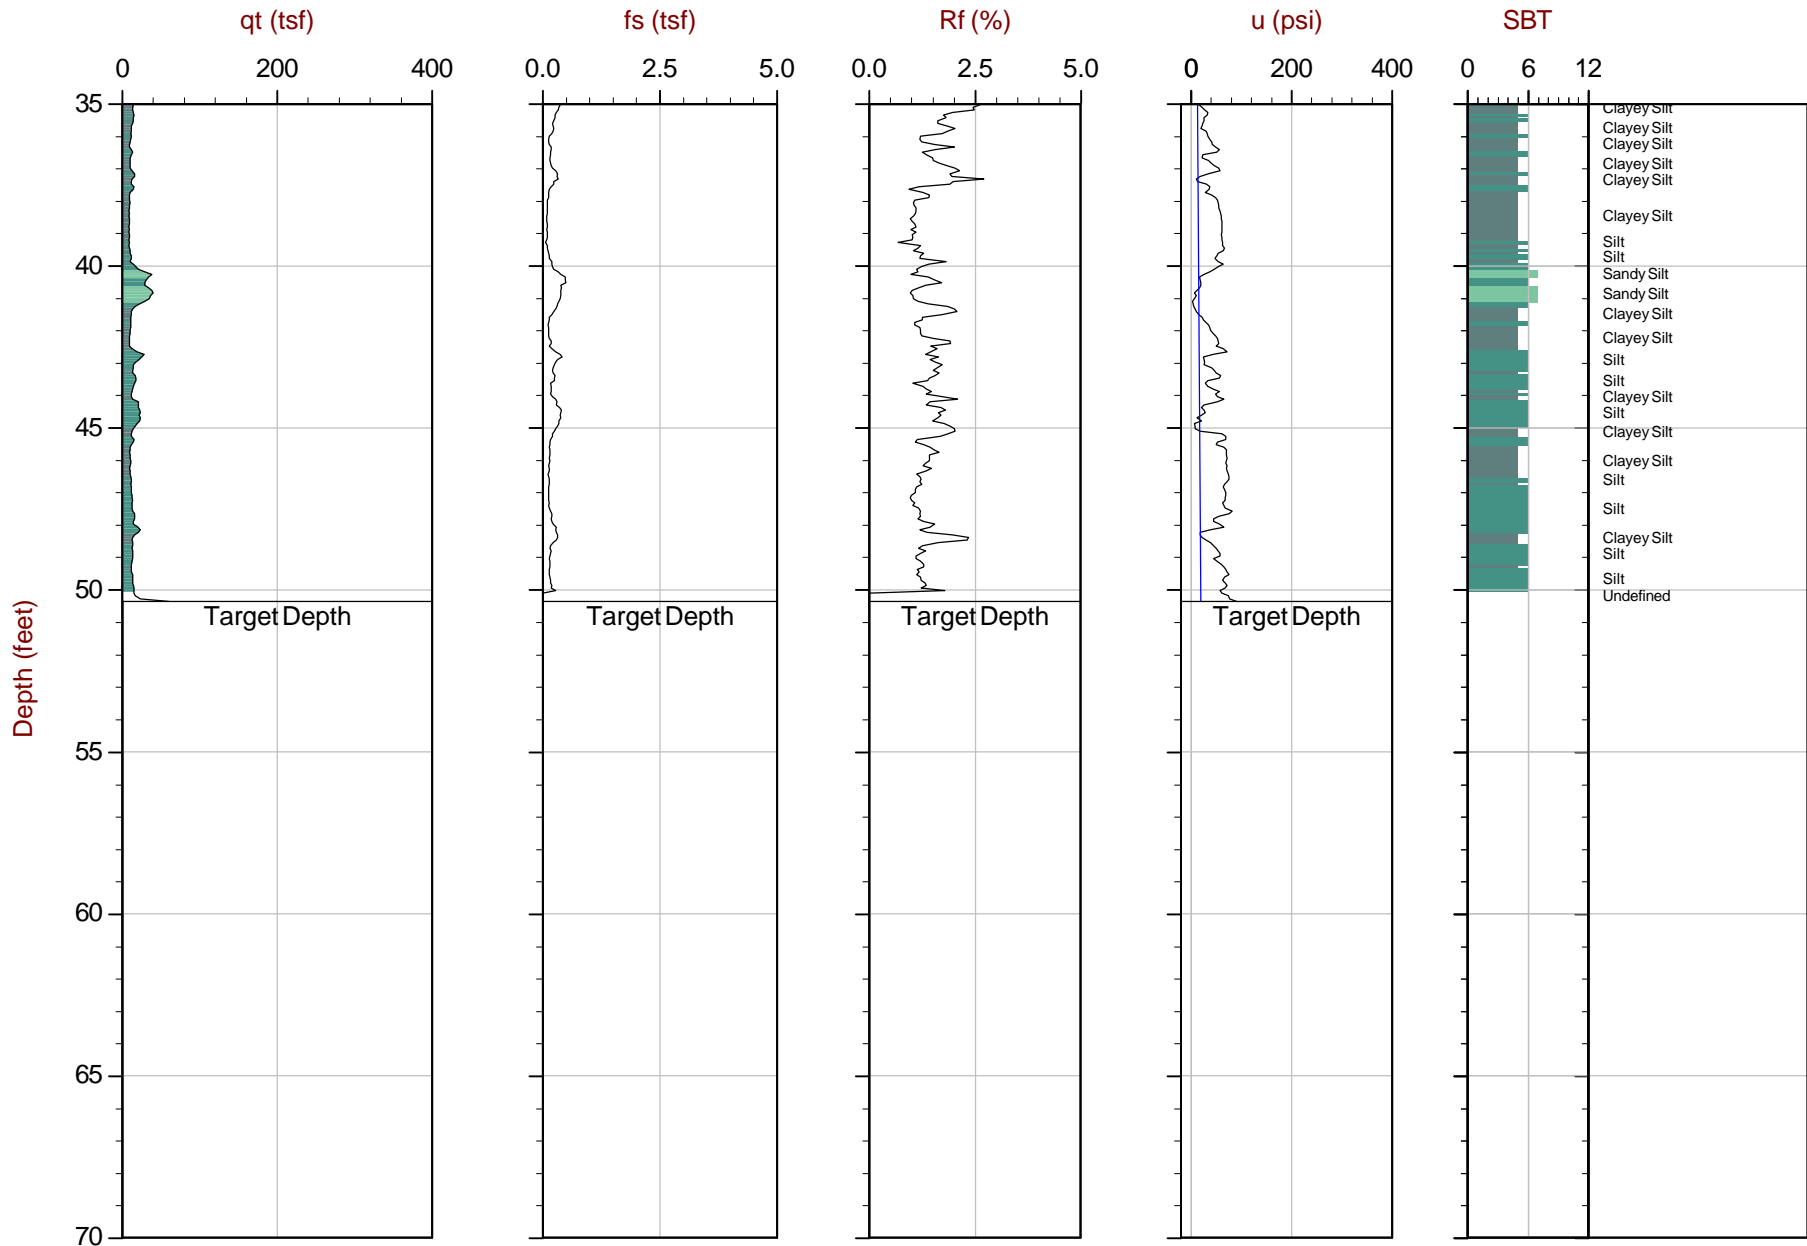 qt (tsf) fs (tsf) Rf (%) u (psi) SBT
0 200 400 0.0 2.5 5.0 0.0 2.5 5.0 0 200 400 0 6 12
35
Clayey Silt
Clayey Silt
Clayey Silt
Clayey Silt
Clayey Silt
Clayey Silt
Silt
Silt
40
Sandy Silt
Sandy Silt
Clayey Silt
Clayey Silt
Silt
Silt
Clayey Silt
Silt
45
Clayey Silt
Clayey Silt
Silt
Silt
Clayey Silt
Silt
Silt
50
Undefined
Target Depth Target Depth Target Depth Target Depth
Depth (feet)
55
60
65
70